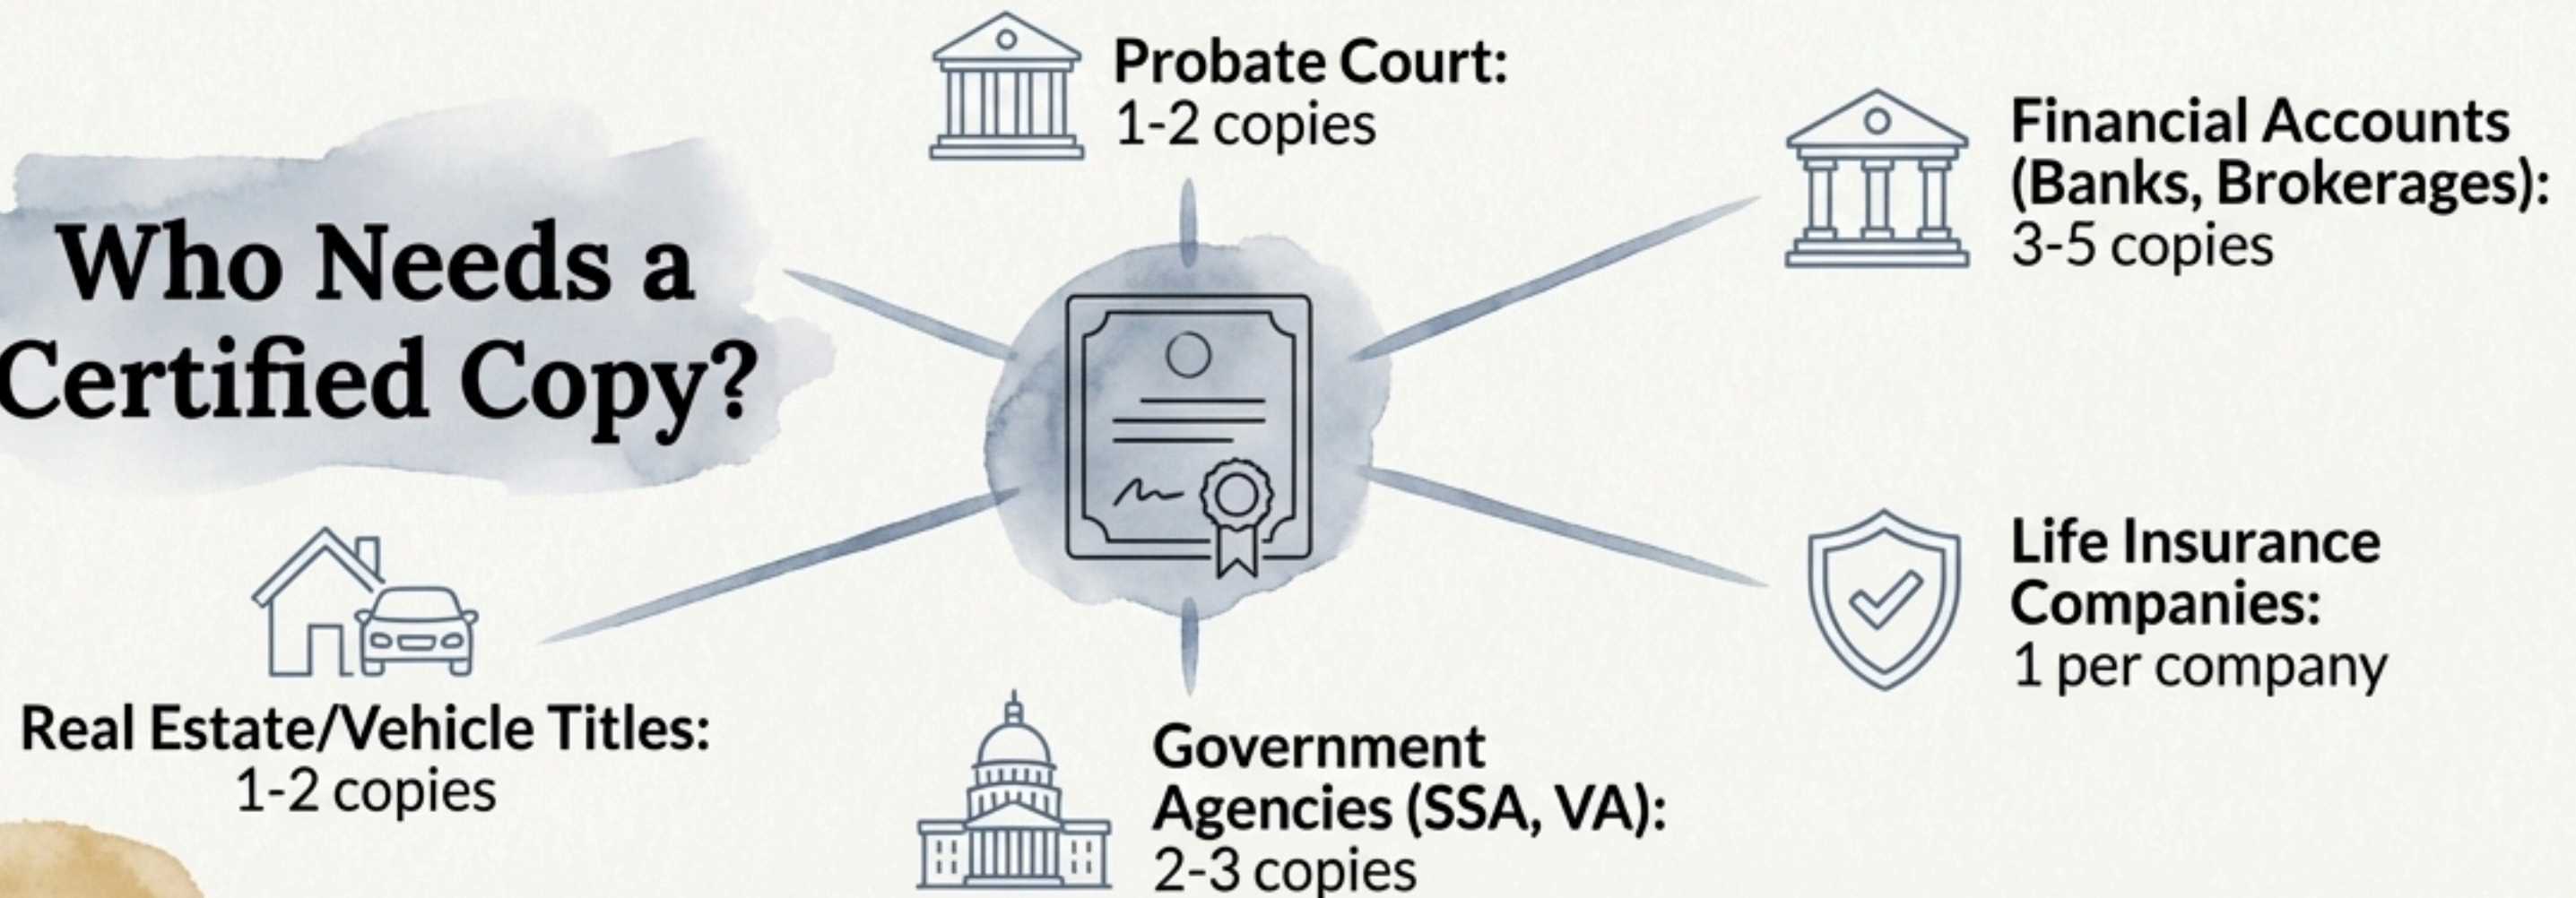 Who Needs a
Certified Copy?
Probate Court:
1-2 copies
Financial Accounts
(Banks, Brokerages):
3-5 copies
Life Insurance
Companies:
1 per company
Government
Agencies (SSA, VA):
2-3 copies
Real Estate/Vehicle Titles:
1-2 copies